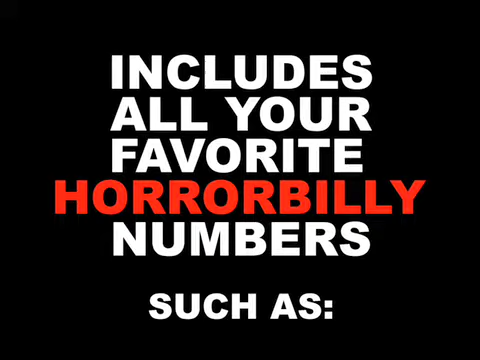 INCLUDES
ALL YOUR
FAVORITE
HORRORBILLY
NUMBERS
SUCH AS: